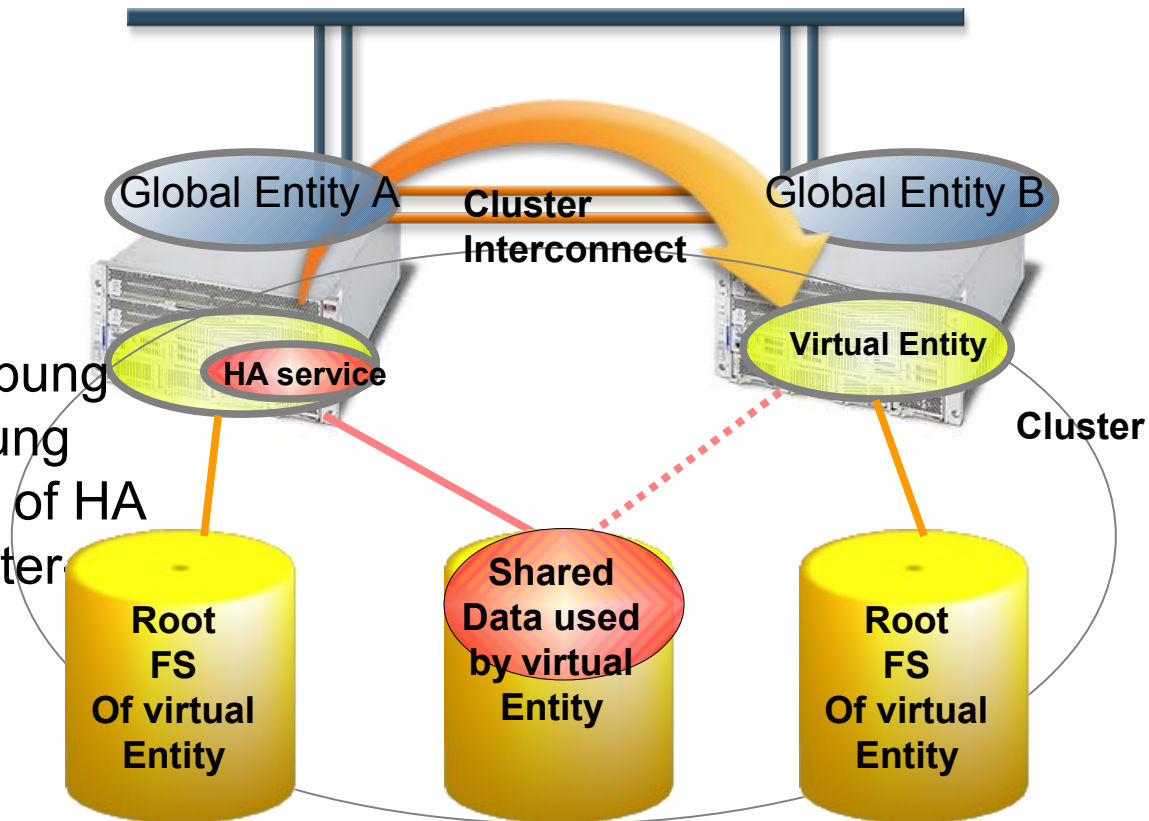 Global Entity A
Cluster
Interconnect
Global Entity B
HA service
Virtual Entity
Cluster
of HA
Shared
Data used
by virtual
Entity
Root
FS
Of virtual
Entity
Root
FS
Of virtual
Entity